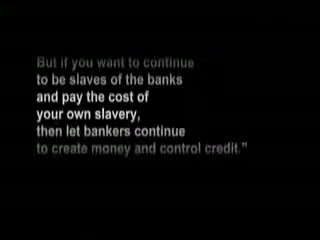 But if you want to continue
to be slaves of the banks
and pay the cost of
your own slavery,
then let bankers continue
to create money and control credit."